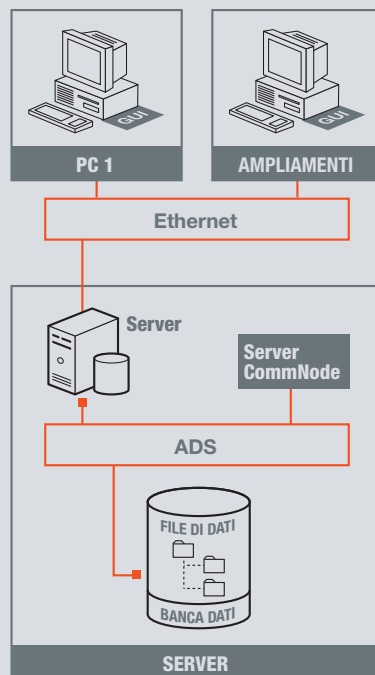 GUI
GUI
PC 1
AMPLIAMENTI
Ethernet
Server
Server
CommNode
ADS
FILE DI DATI
BANCA DATI
SERVER